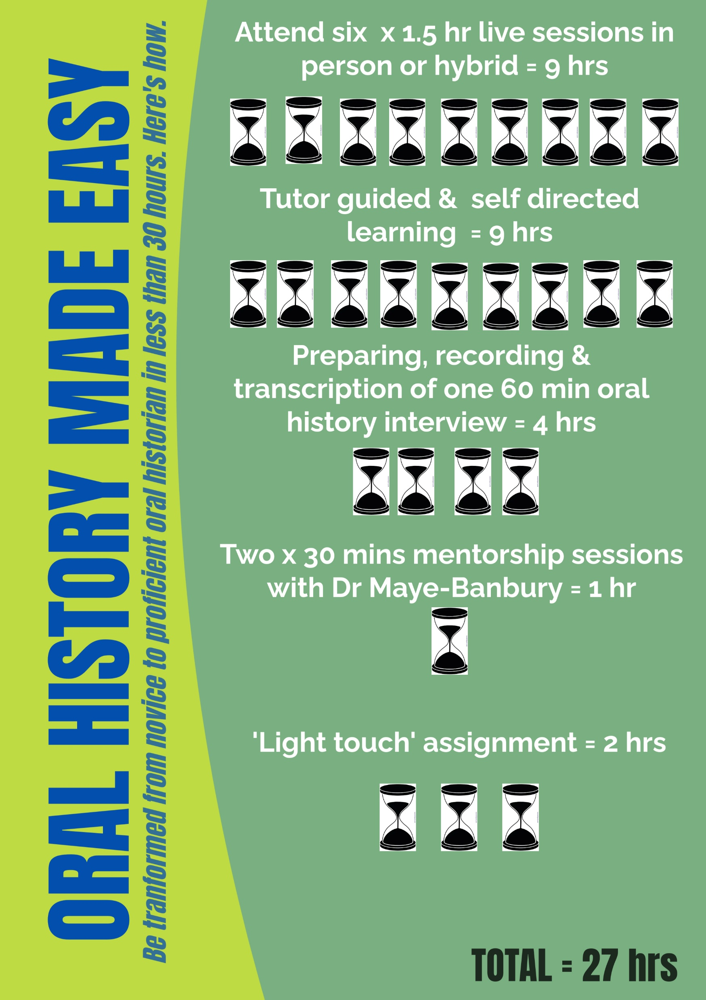 ORAL HISTORY MADE EASY
Be tranformed from novice to proficient oral historian in less than 30 hours. Here's how.
Attend six x 1.5 hr live sessions in
person or hybrid = 9 hrs
Tutor guided & self directed
learning = 9 hrs
Preparing, recording &
transcription of one 60 min oral
history interview = 4 hrs
Two x 30 mins mentorship sessions
with Dr Maye-Banbury = 1 hr
'Light touch' assignment = 2 hrs
TOTAL = 27 hrs